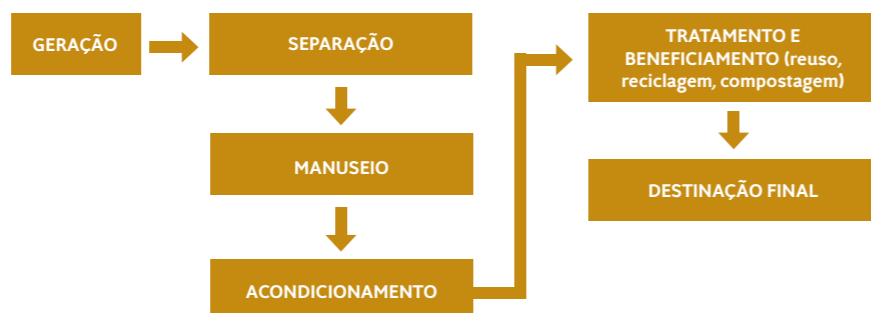 GERAÇÃO
SEPARAÇÃO
MANUSEIO
ACONDICIONAMENTO
TRATAMENTO E
BENEFICIAMENTO (reuso,
reciclagem, compostagem)
DESTINAÇÃO FINAL